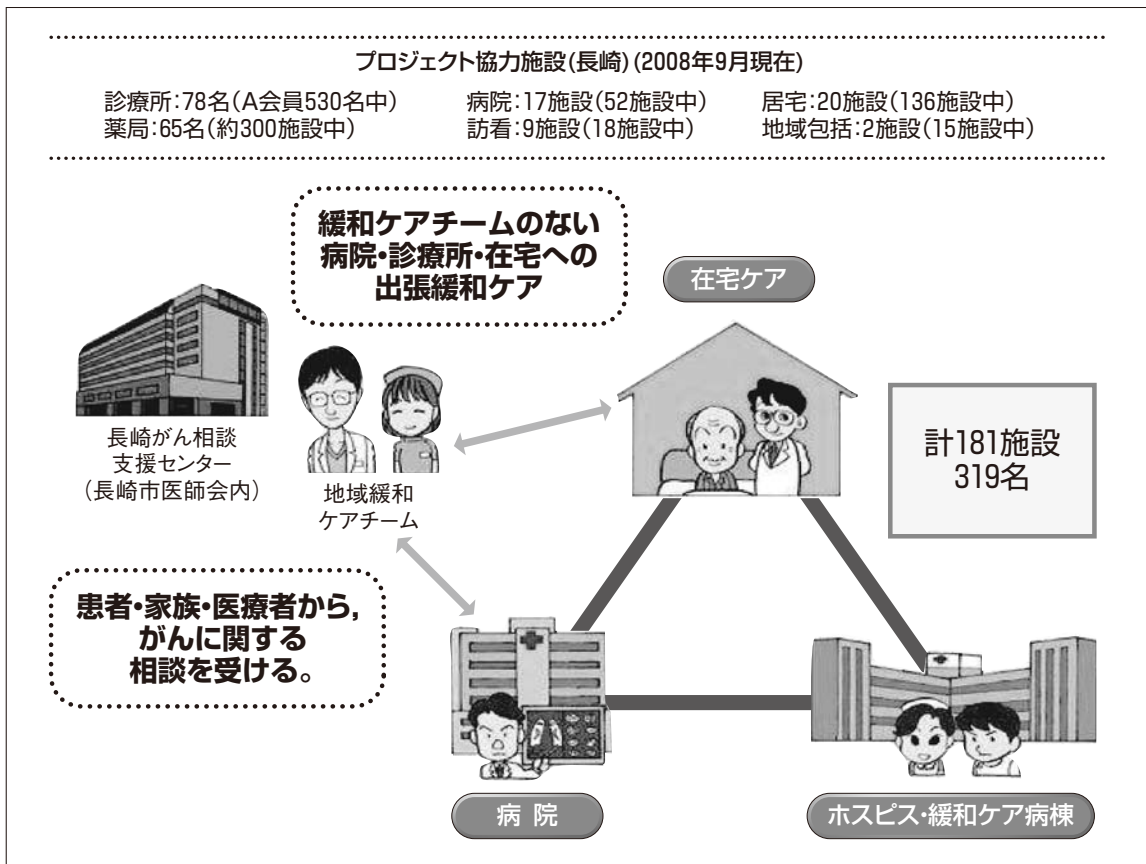 プロジェクト協力施設(長崎)(2008年9月現在)
診療所:78名(A会員530名中) 病院:17施設(52施設中) 居宅:20施設(136施設中)
薬局:65名(約300施設中) 訪看:9施設(18施設中) 地域包括:2施設(15施設中)
緩和ケアチームのない
病院・診療所・在宅への
出張緩和ケア
在宅ケア
長崎がん相談
支援センター
(長崎市医師会内)
地域緩和
ケアチーム
計181施設
319名
患者・家族・医療者から,
がんに関する
相談を受ける。
病院
ホスピス・緩和ケア病棟